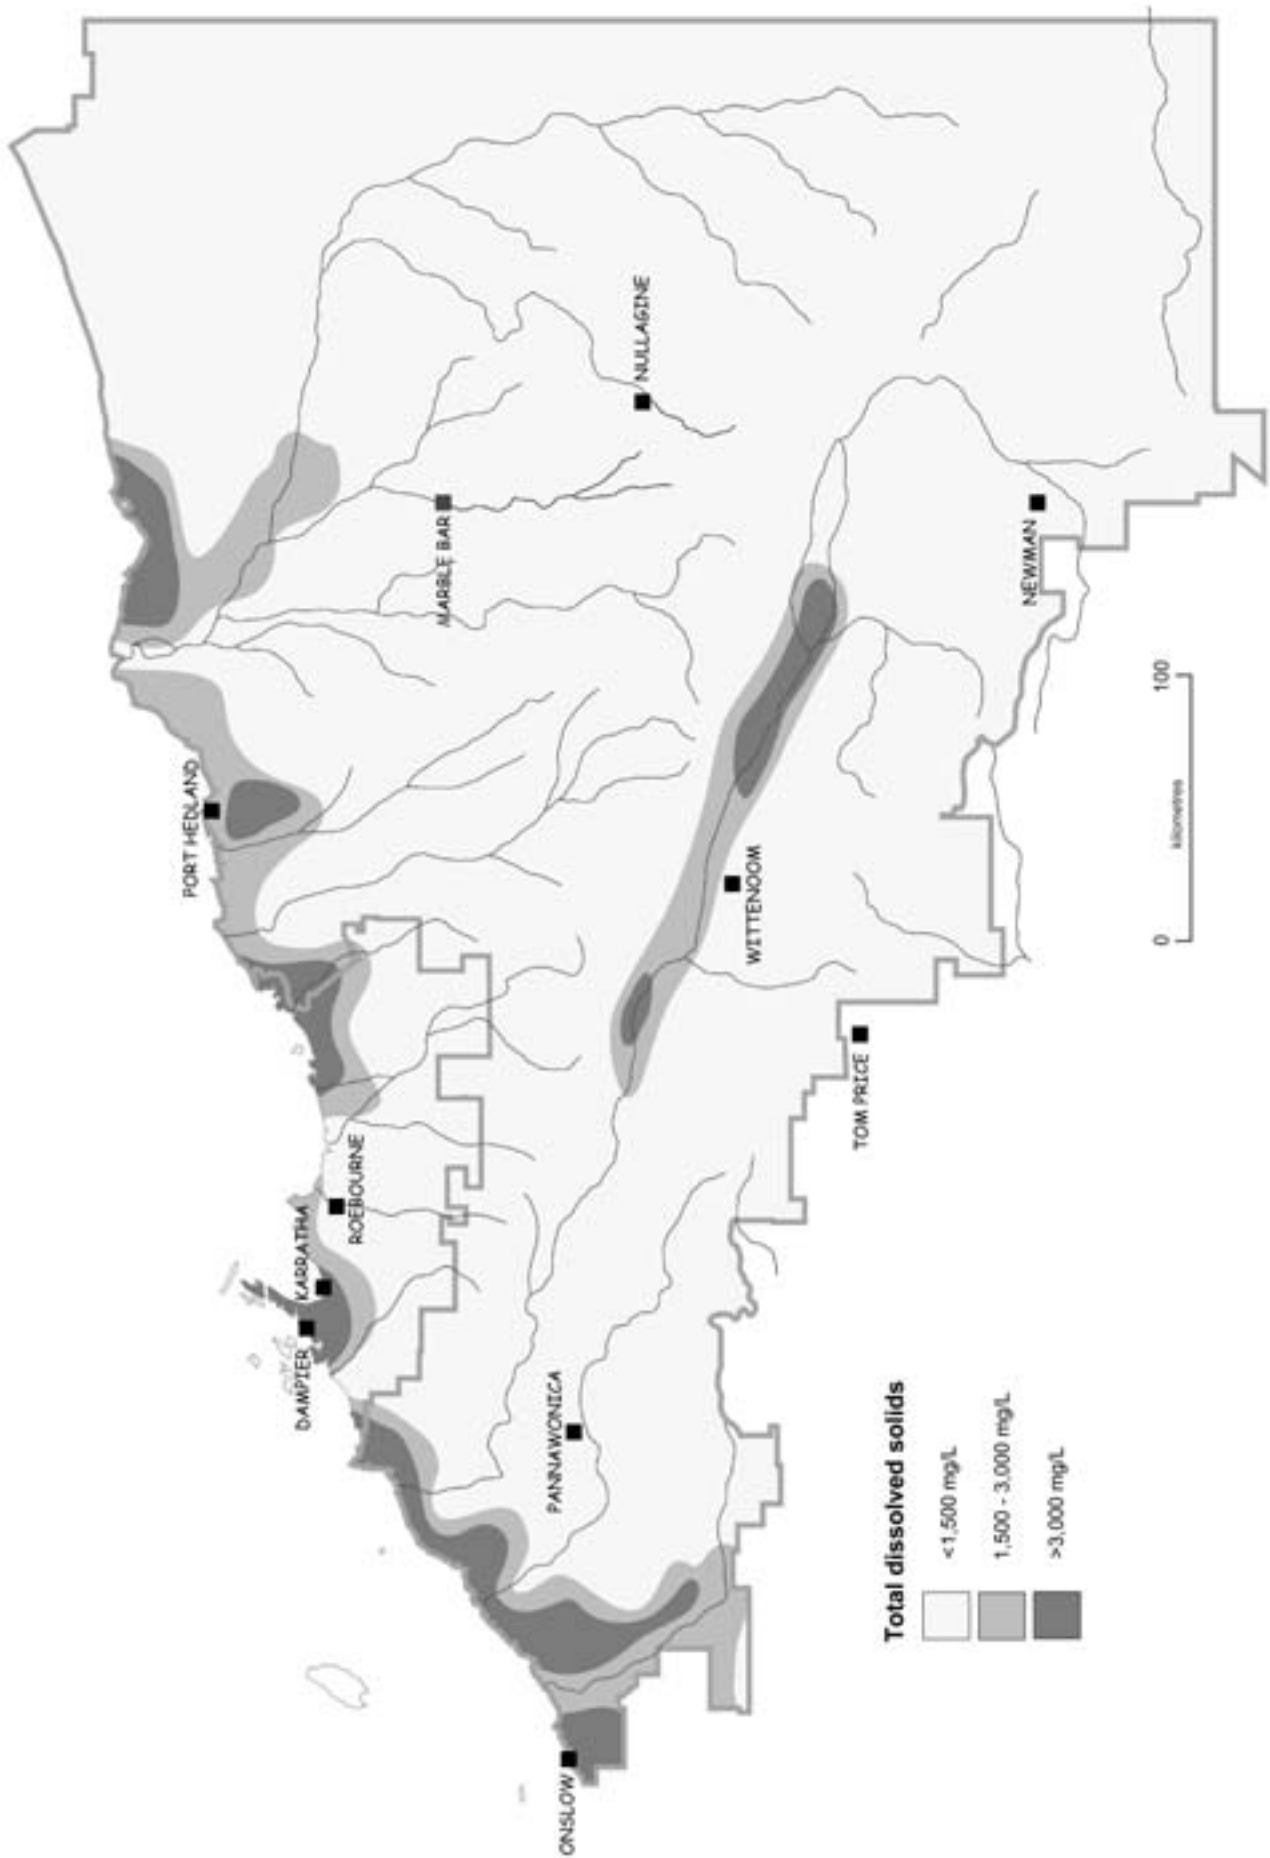 PORT HEDLAND
KARRATHA
DAMPIER
ROEBOURNE
MARBLE BAR
NULLAGINE
ONSLOW
PANNAWONICA
WITTENOOM
TOM PRICE
NEWMAN
Total dissolved solids
<1,500 mg/L
1,500 - 3,000 mg/L
>3,000 mg/L
0
100
kilometres